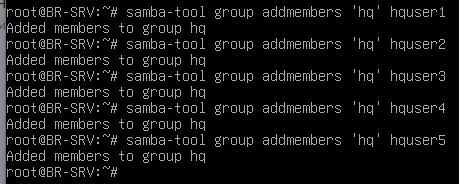 root@BR-SRV:~# samba-tool group addmembers 'hq' hquser1
Added members to group hq
root@BR-SRV:~# samba-tool group addmembers 'hq' hquser2
Added members to group hq
root@BR-SRV:~# samba-tool group addmembers 'hq' hquser3
Added members to group hq
root@BR-SRV:~# samba-tool group addmembers 'hq' hquser4
Added members to group hq
root@BR-SRV:~# samba-tool group addmembers 'hq' hquser5
Added members to group hq
root@BR-SRV:~#